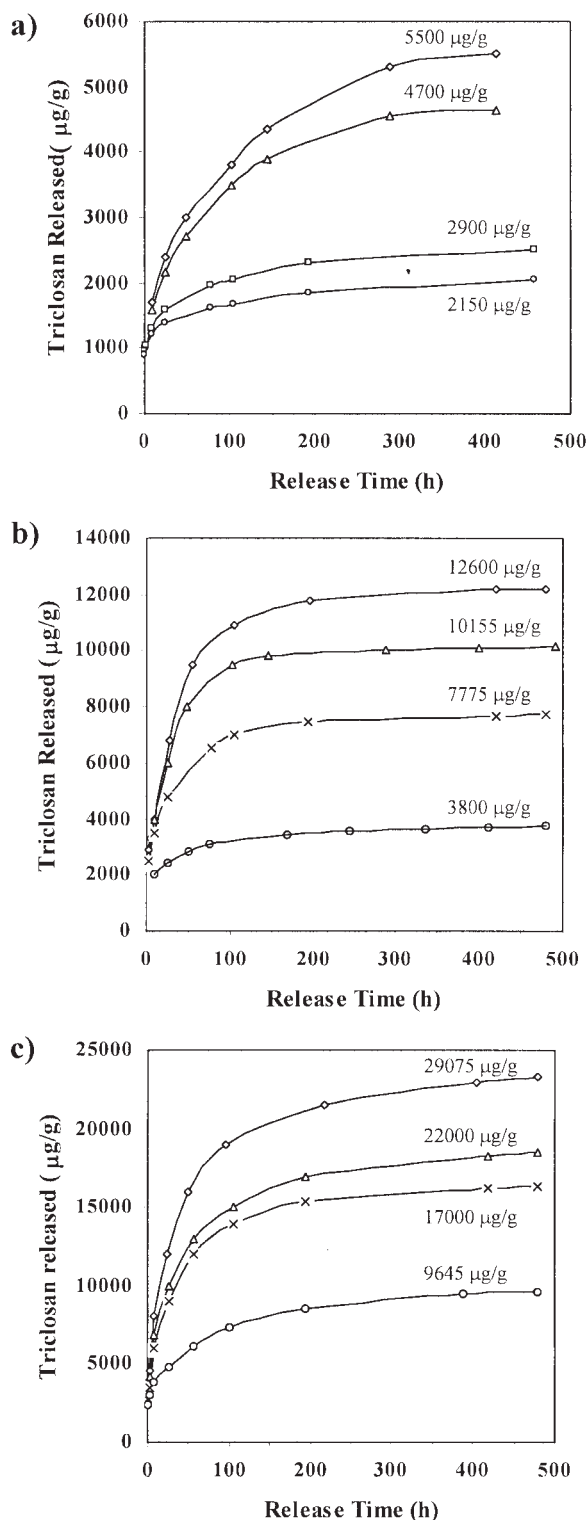 a)
Triclosan Released( μg/g)
6000
5000
4000
3000
2000
1000
0
5500 μg/g
4700 μg/g
2900 μg/g
2150 μg/g
0 100 200 300 400 500
Release Time (h)
b)
Triclosan Released ( μg/g)
14000
12000
10000
8000
6000
4000
2000
0
12600 μg/g
10155 μg/g
7775 μg/g
3800 μg/g
0 100 200 300 400 500
Release Time (h)
c)
Triclosan released ( μg/g)
25000
20000
15000
10000
5000
0
29075 μg/g
22000 μg/g
17000 μg/g
9645 μg/g
0 100 200 300 400 500
Release Time (h)